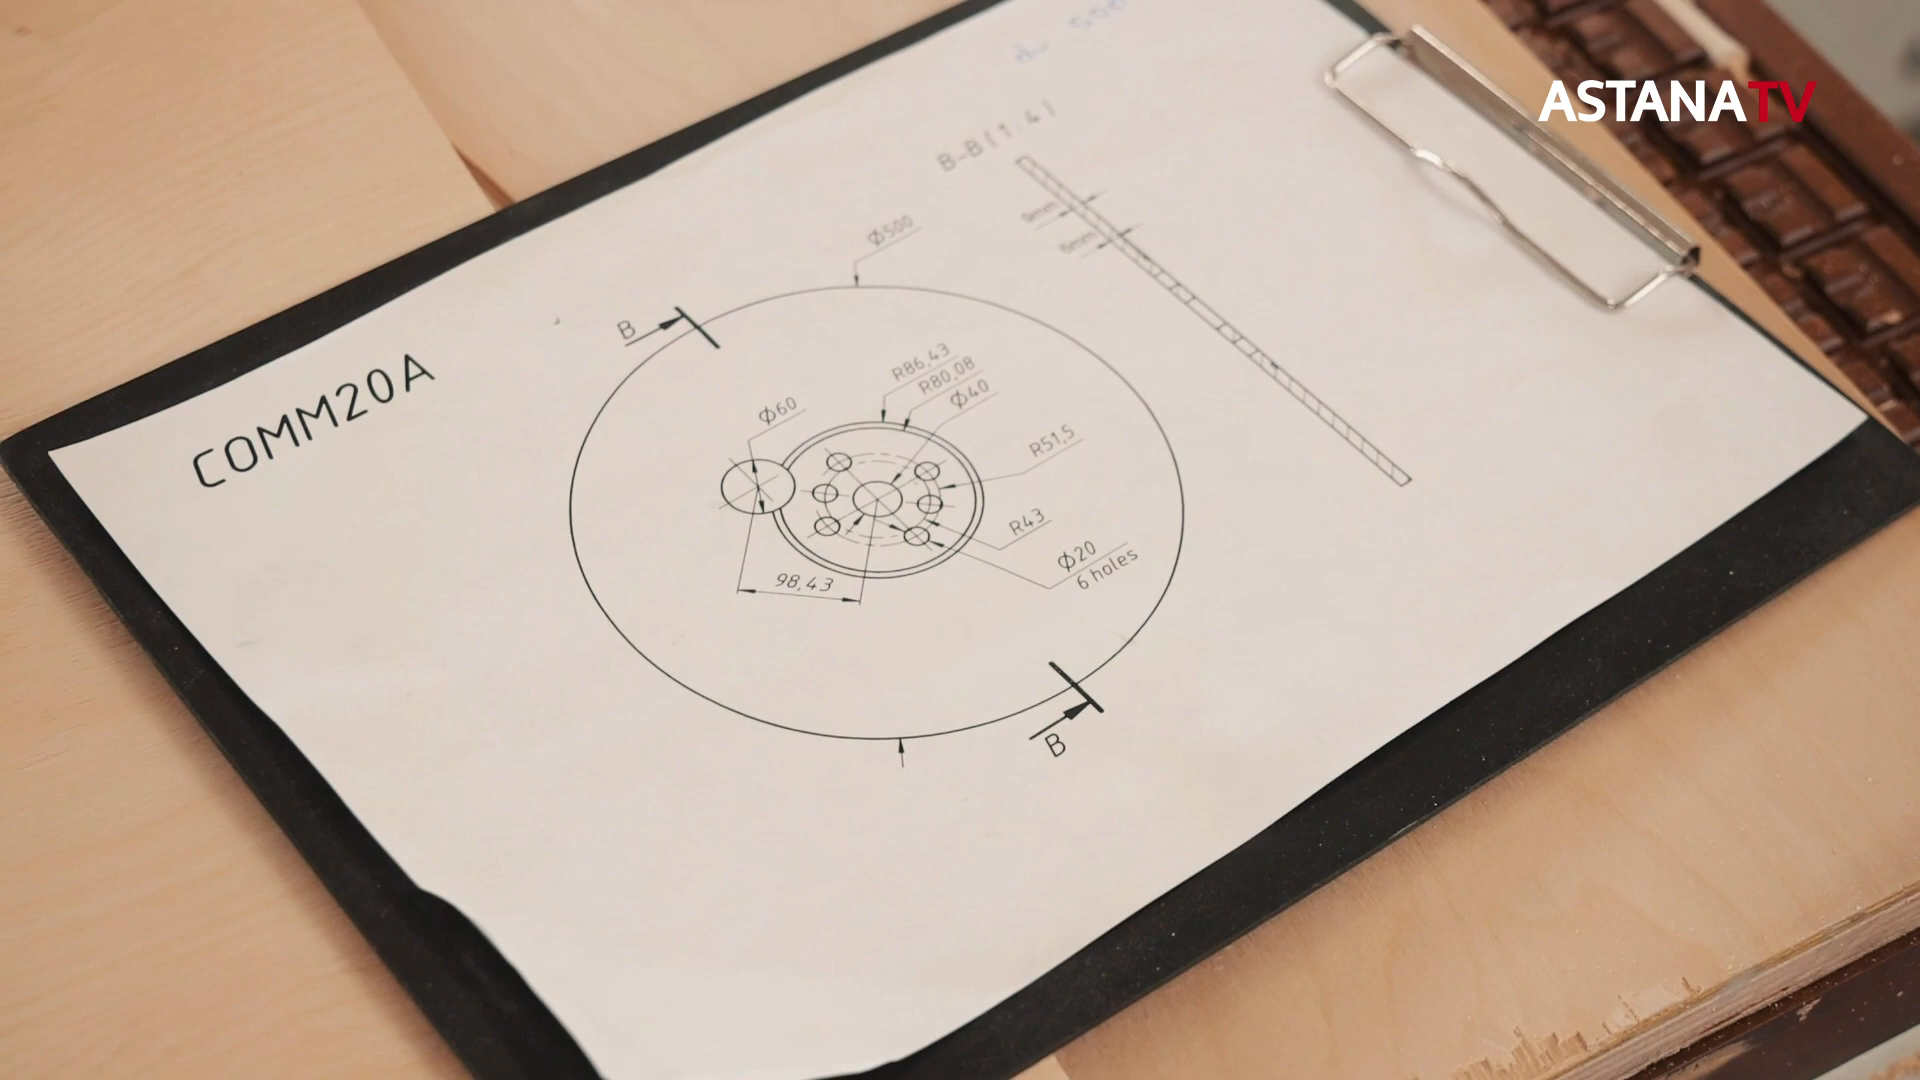 ASTANATV
B-B(1:4)
Ø500
9mm
6mm
B
COMM20A
R86,43
R80,08
Ø40
Ø60
R51,5
R43
Ø20
6 holes
98,43
B